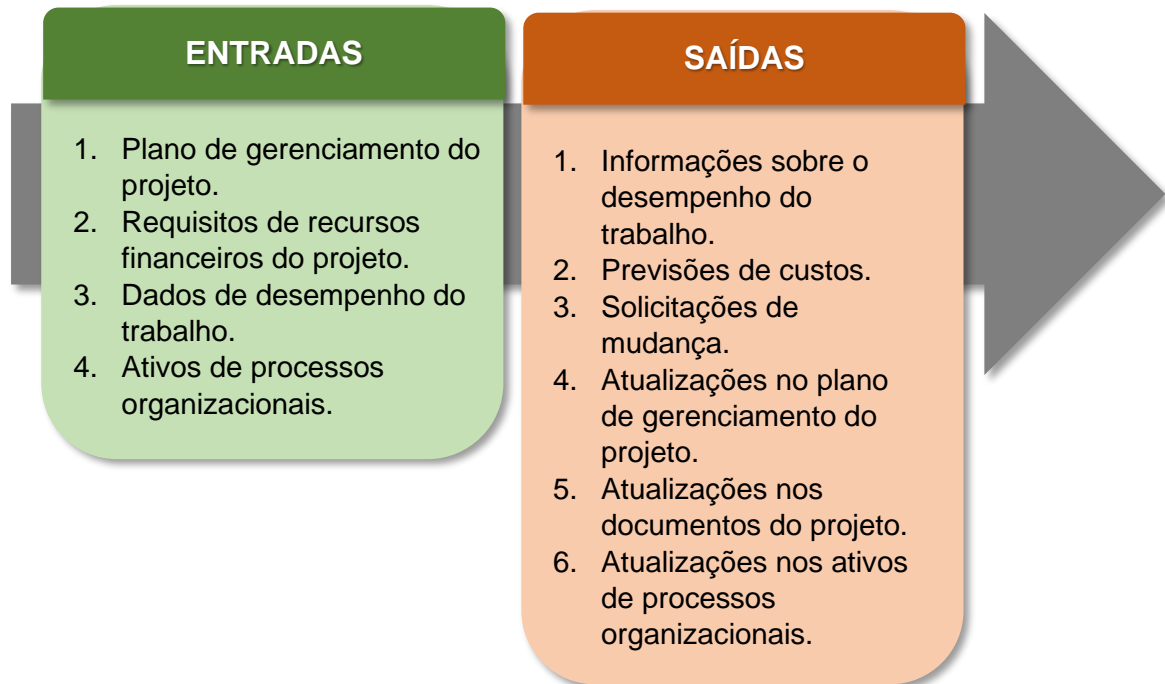 ENTRADAS
1. Plano de gerenciamento do
projeto.
2. Requisitos de recursos
financeiros do projeto.
3. Dados de desempenho do
trabalho.
4. Ativos de processos
organizacionais.
SAÍDAS
1. Informações sobre o
desempenho do
trabalho.
2. Previsões de custos.
3. Solicitações de
mudança.
4. Atualizações no plano
de gerenciamento do
projeto.
5. Atualizações nos
documentos do projeto.
6. Atualizações nos ativos
de processos
organizacionais.